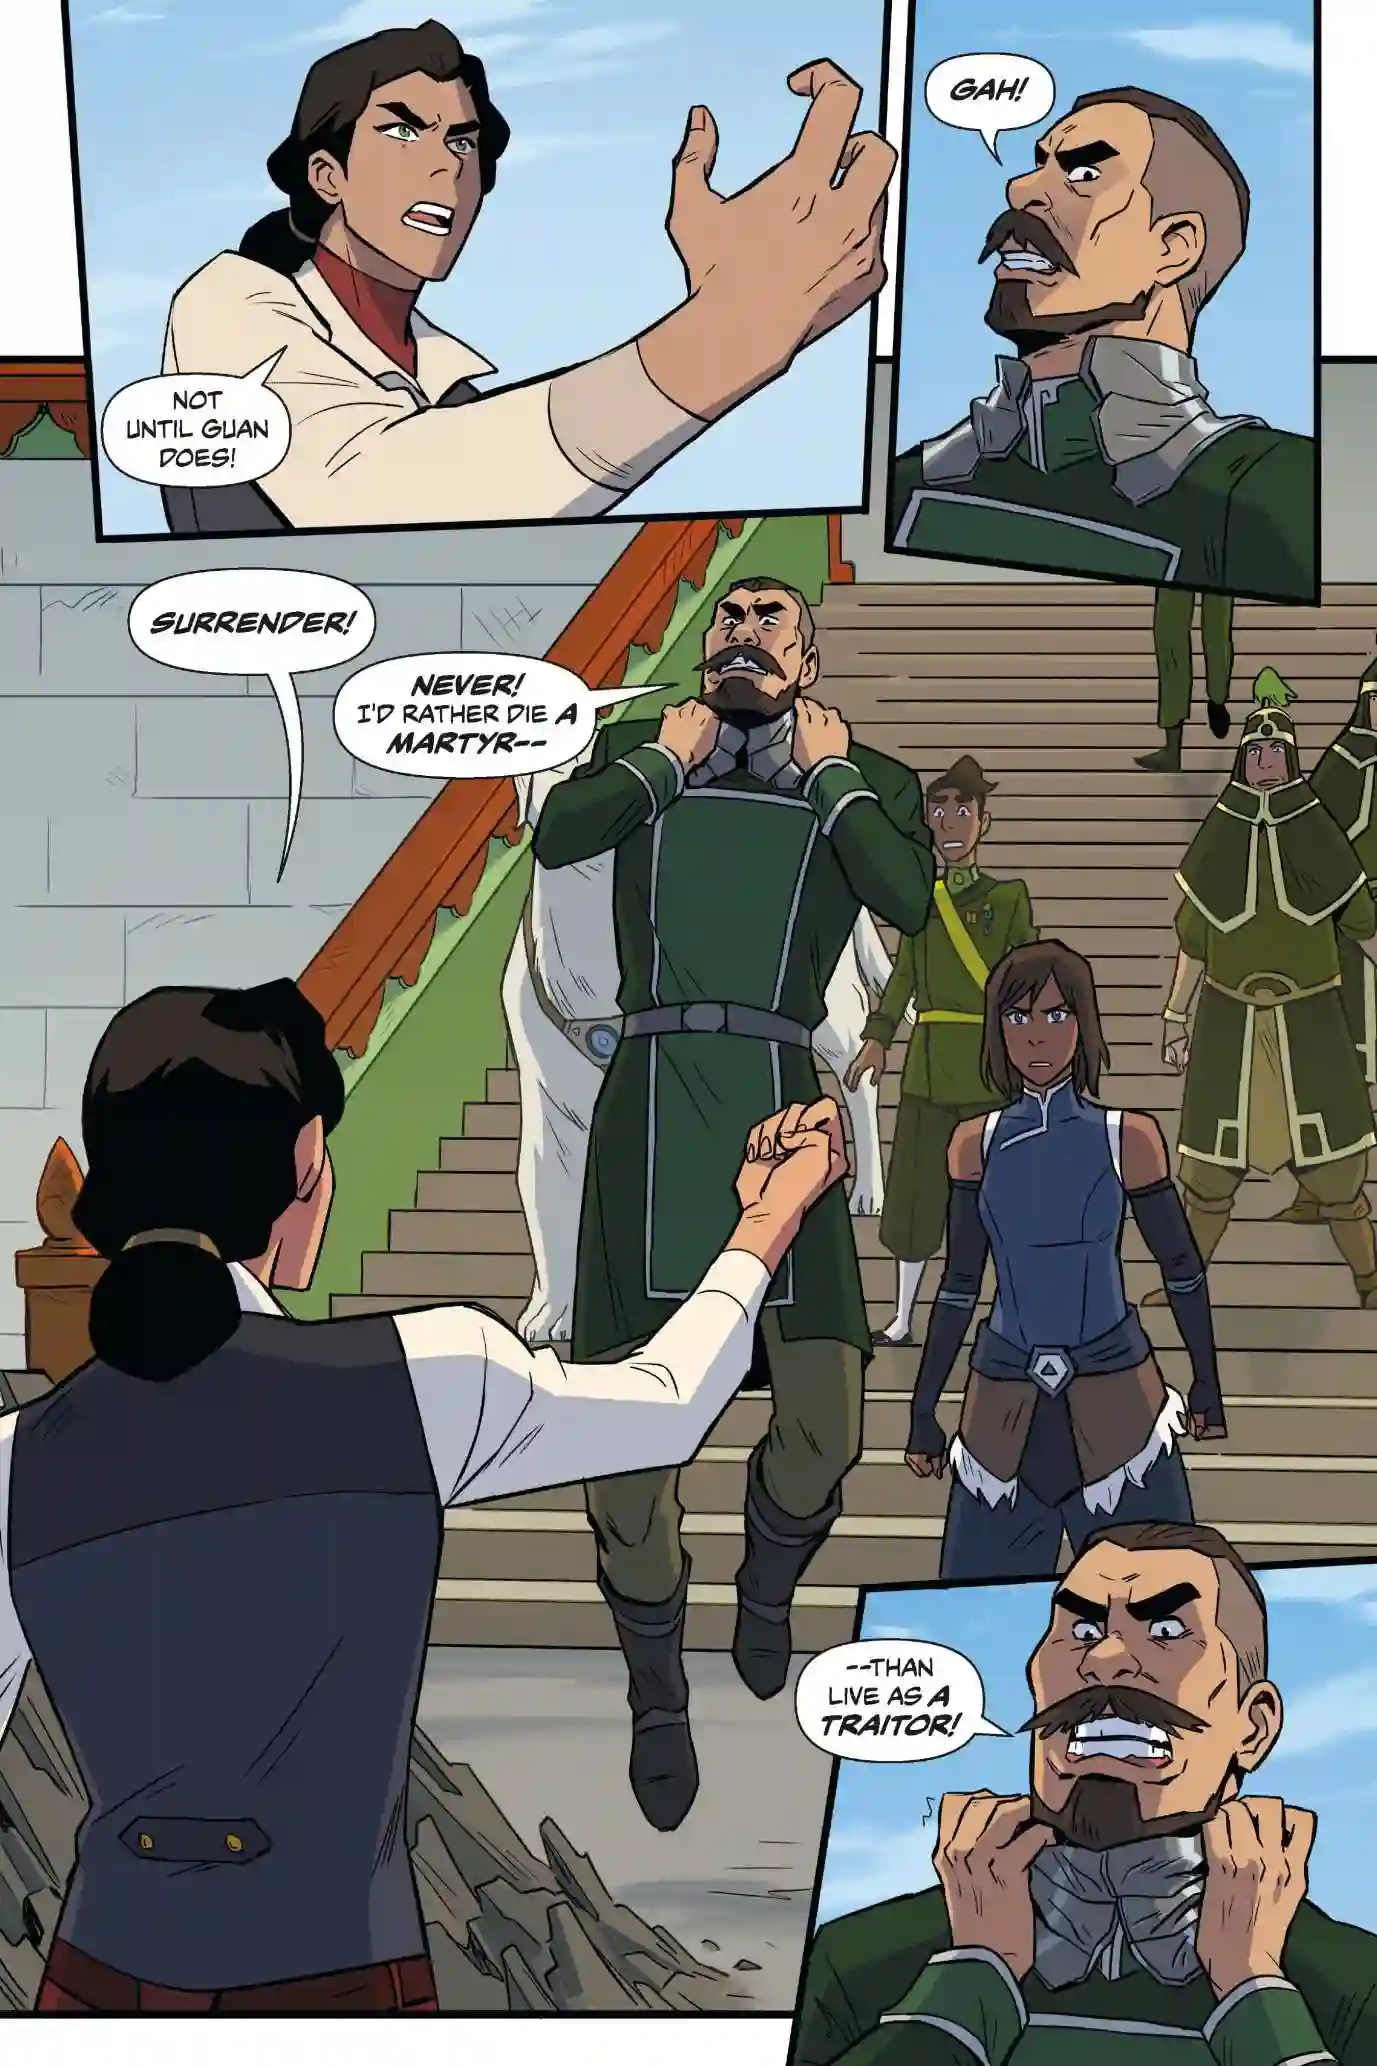 NOT
UNTIL GUAN
DOES!
GAH!
SURRENDER!
NEVER!
I'D RATHER DIE A
MARTYR--
--THAN
LIVE AS A
TRAITOR!